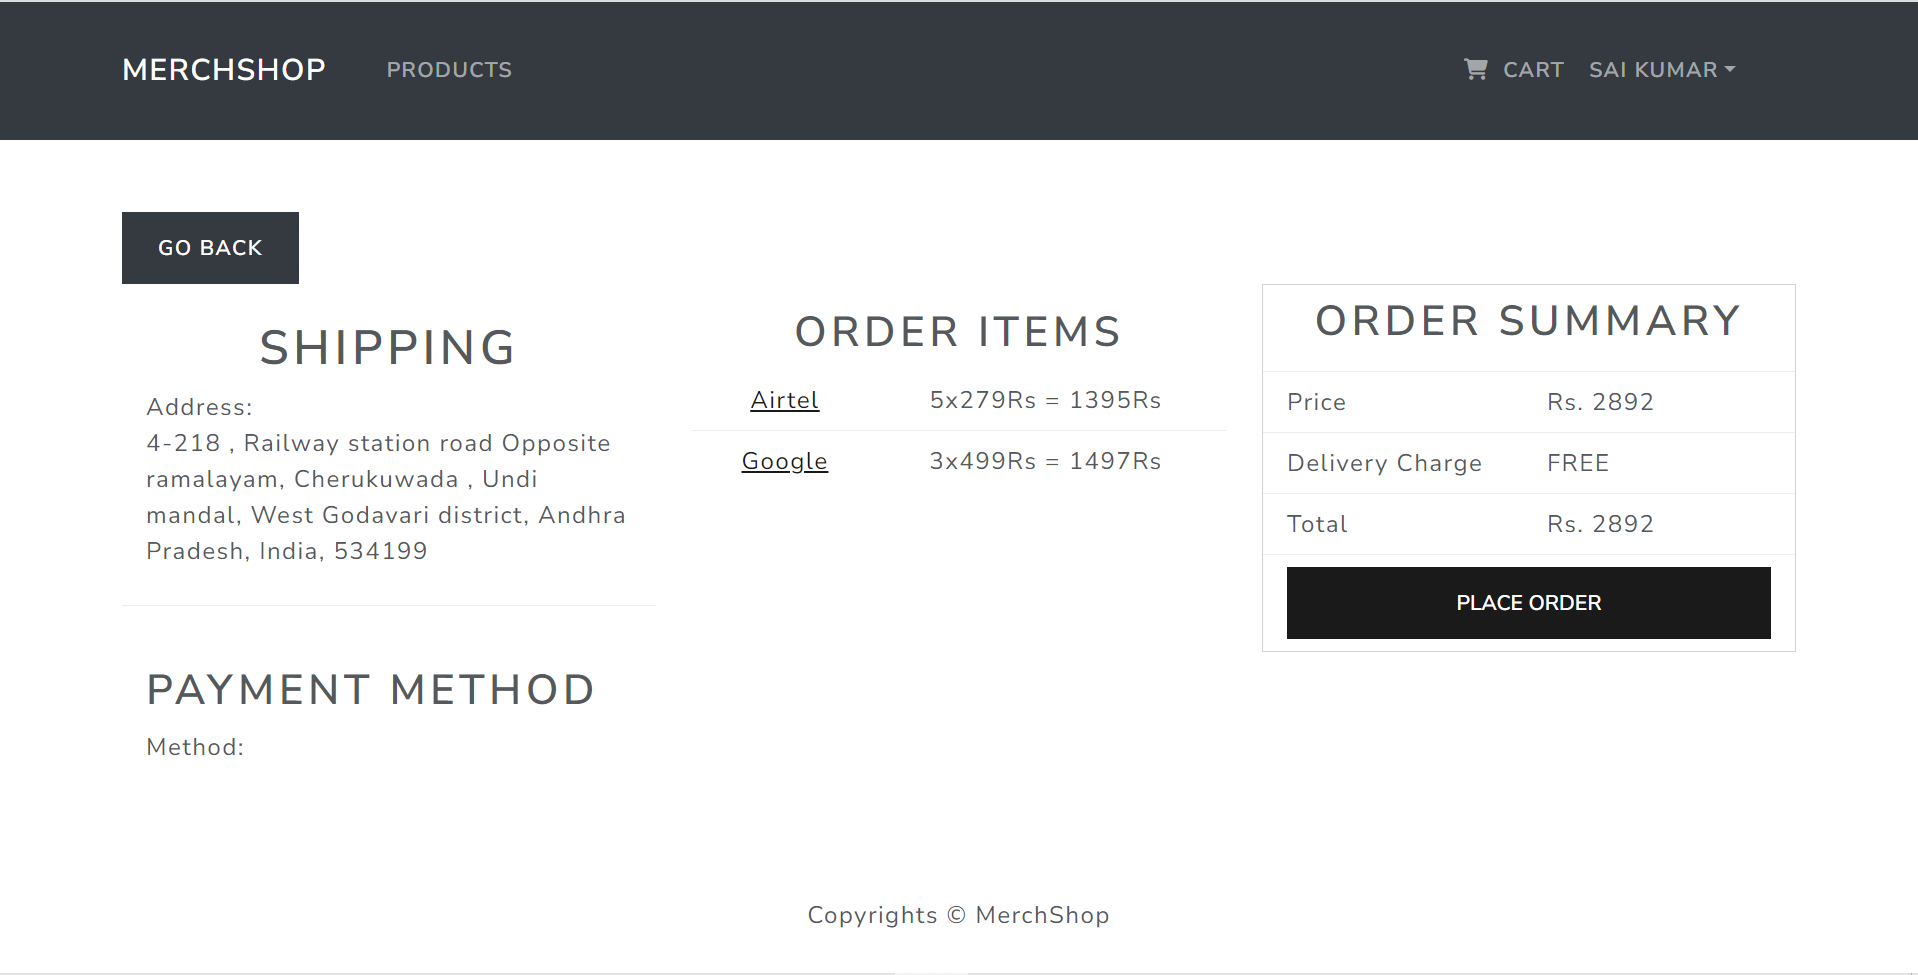 MERCHSHOP PRODUCTS CART SAI KUMAR
GO BACK
SHIPPING
Address:
4-218 , Railway station road Opposite
ramalayam, Cherukuwada , Undi
mandal, West Godavari district, Andhra
Pradesh, India, 534199
PAYMENT METHOD
Method:
ORDER ITEMS
Airtel 5x279Rs = 1395Rs
Google 3x499Rs = 1497Rs
ORDER SUMMARY
Price Rs. 2892
Delivery Charge FREE
Total Rs. 2892
PLACE ORDER
Copyrights © MerchShop